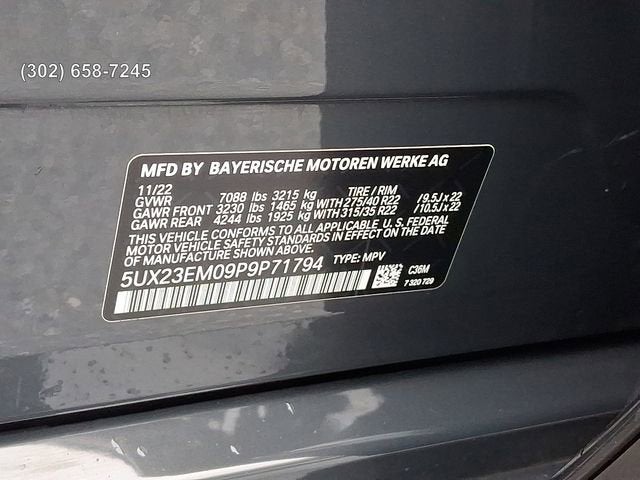 (302) 658-7245
MFD BY BAYERISCHE MOTOREN WERKE AG
11/22
GVWR 7088 lbs 3215 kg TIRE / RIM
GAWR FRONT 3230 lbs 1465 kg WITH 275/40 R22 / 9.5J x 22
GAWR REAR 4244 lbs 1925 kg WITH 315/35 R22 / 10.5J x 22
THIS VEHICLE CONFORMS TO ALL APPLICABLE U.S. FEDERAL
MOTOR VEHICLE SAFETY STANDARDS IN EFFECT ON THE DATE
OF MANUFACTURE SHOWN ABOVE.
5UX23EM09P9P71794 TYPE: MPV
C36M
7 320 729